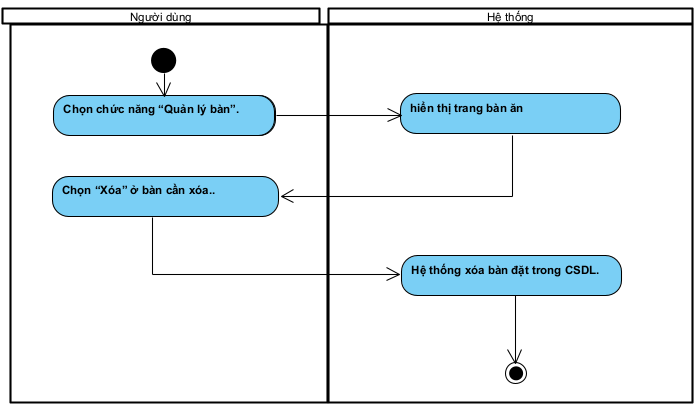 Người dùng
Hệ thống
Chọn chức năng “Quản lý bàn”.
hiển thị trang bàn ăn
Chọn “Xóa” ở bàn cần xóa..
Hệ thống xóa bàn đặt trong CSDL.